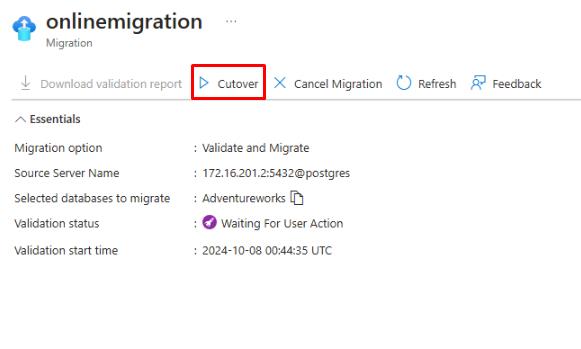 onlinemigration ...
Migration
Download validation report Cutover Cancel Migration Refresh Feedback
Essentials
Migration option : Validate and Migrate
Source Server Name : 172.16.201.2:5432@postgres
Selected databases to migrate : Adventureworks
Validation status : Waiting For User Action
Validation start time : 2024-10-08 00:44:35 UTC